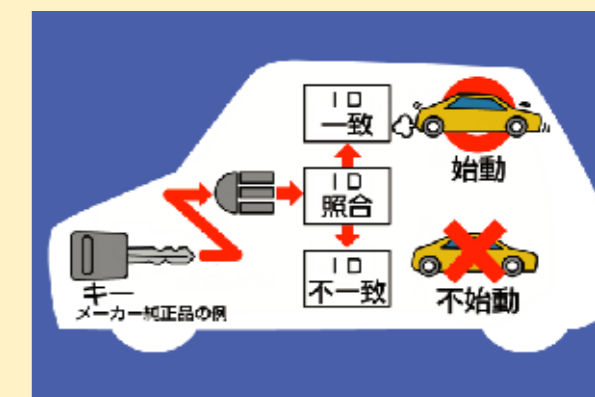 ID
一致
始動
ID
照合
ID
不一致
不始動
キー
メーカー純正品の例